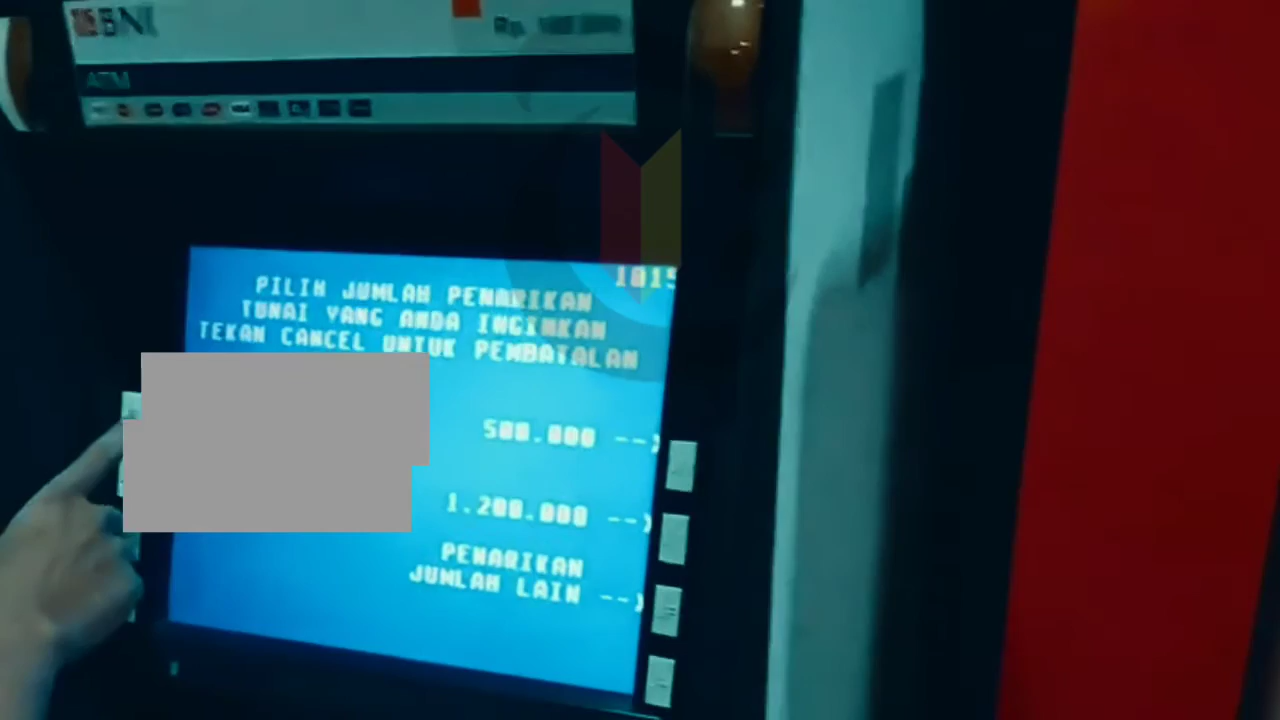 BNI
ATM
1015
PILIH JUMLAH PENARIKAN
TUNAI YANG ANDA INGINKAN
TEKAN CANCEL UNTUK PEMBATALAN
500.000 -->
1.200.000 -->
PENARIKAN
JUMLAH LAIN -->